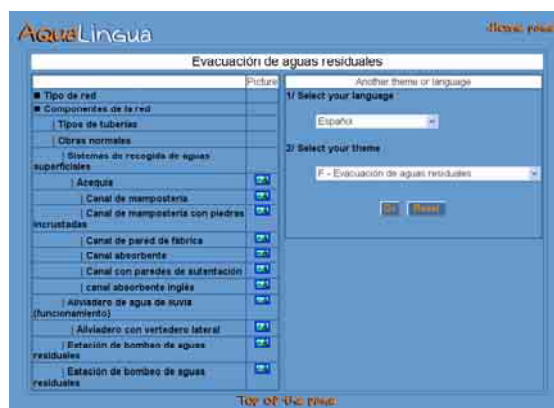 AquaLingua
Home page
Evacuación de aguas residuales
Picture
Another theme or language
■ Tipo de red
1/ Select your language
■ Componentes de la red
| Tipos de tuberías
Español
| Obras normales
2/ Select your theme
| Sistemas de recogida de aguas
superficiales
F - Evacuación de aguas residuales
| Acequia
| Canal de mampostería
| Canal de mampostería con piedras
incrustadas
Go Reset
| Canal de pared de fábrica
| Canal absorbente
| Canal con paredes de sutentación
| canal absorbente inglés
| Aliviadero de agua de lluvia
(funcionamiento)
| Aliviadero con vertedero lateral
| Estación de bombeo de aguas
residuales
| Estación de bombeo de aguas
residuales
Top of the page